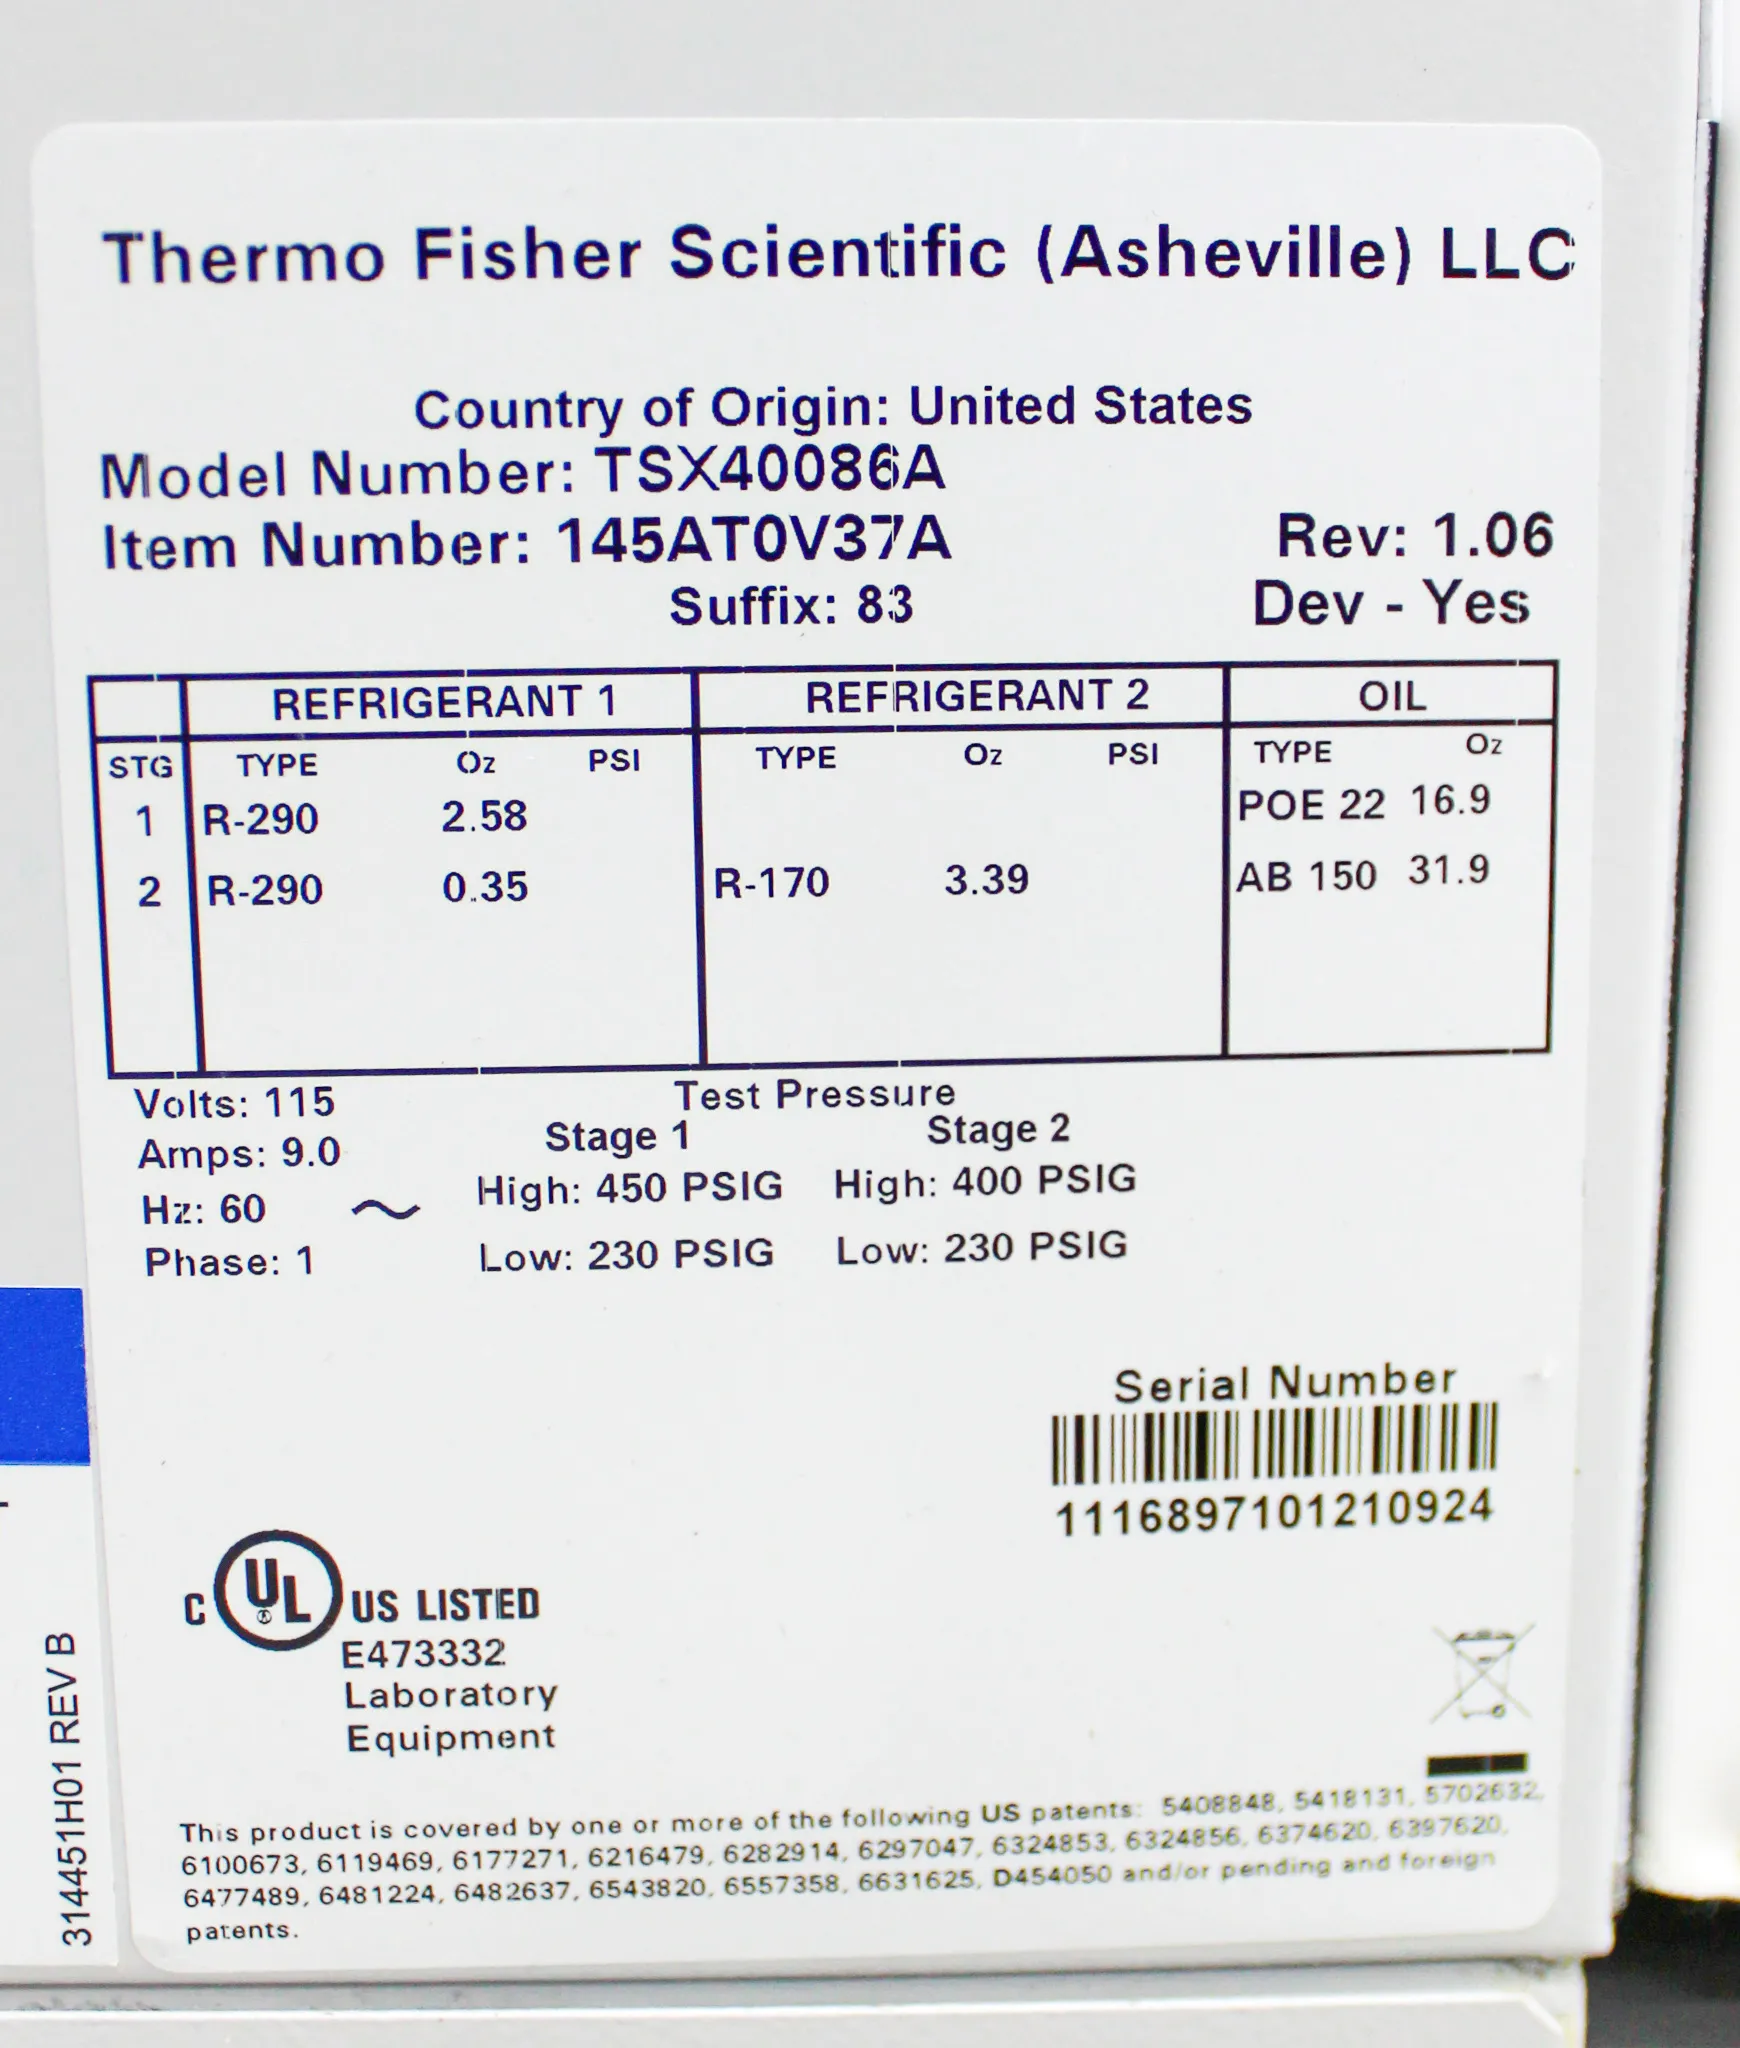 Thermo Fisher Scientific (Asheville) LLC
Country of Origin: United States
Model Number: TSX40086A
Item Number: 145AT0V37A Rev: 1.06
Suffix: 83 Dev - Yes
REFRIGERANT 1 REFRIGERANT 2 OIL
STG TYPE Oz PSI TYPE Oz PSI TYPE Oz
1 R-290 2.58 POE 22 16.9
2 R-290 0.35 R-170 3.39 AB 150 31.9
Volts: 115 Test Pressure
Amps: 9.0 Stage 1 Stage 2
Hz: 60 ~ High: 450 PSIG High: 400 PSIG
Phase: 1 Low: 230 PSIG Low: 230 PSIG
Serial Number
1116897101210924
C UL ® US LISTED
E473332
Laboratory
Equipment
This product is covered by one or more of the following US patents: 5408848, 5418131, 5702632,
6100673, 6119469, 6177271, 6216479, 6282914, 6297047, 6324853, 6324856, 6374620, 6397620,
6477489, 6481224, 6482637, 6543820, 6557358, 6631625, D454050 and/or pending and foreign
patents.
314451H01 REV B